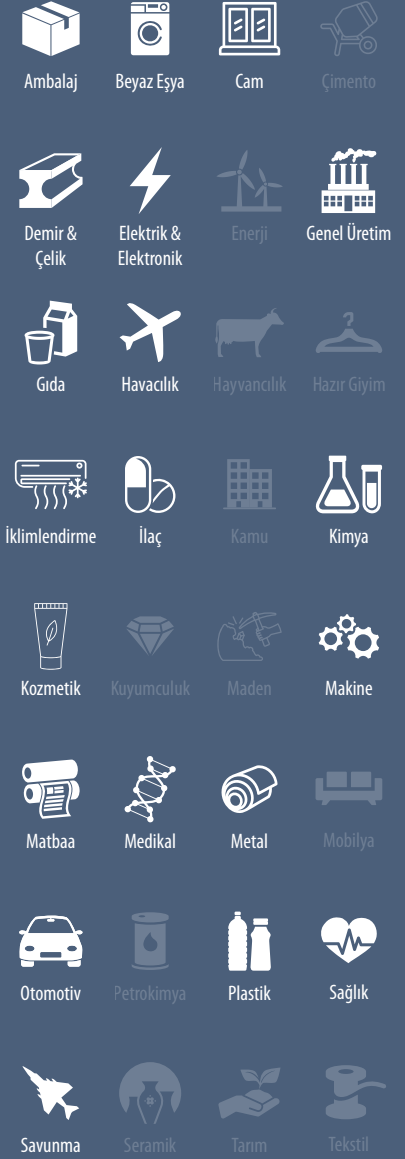 Ambalaj
Beyaz Eşya
Cam
Çimento
Demir &
Çelik
Elektrik &
Elektronik
Enerji
Genel Üretim
Gıda
Havacılık
Hayvancılık
Hazır Giyim
İklimlendirme
İlaç
Kamu
Kimya
Kozmetik
Kuyumculuk
Maden
Makine
Matbaa
Medikal
Metal
Mobilya
Otomotiv
Petrokimya
Plastik
Sağlık
Savunma
Seramik
Tarım
Tekstil